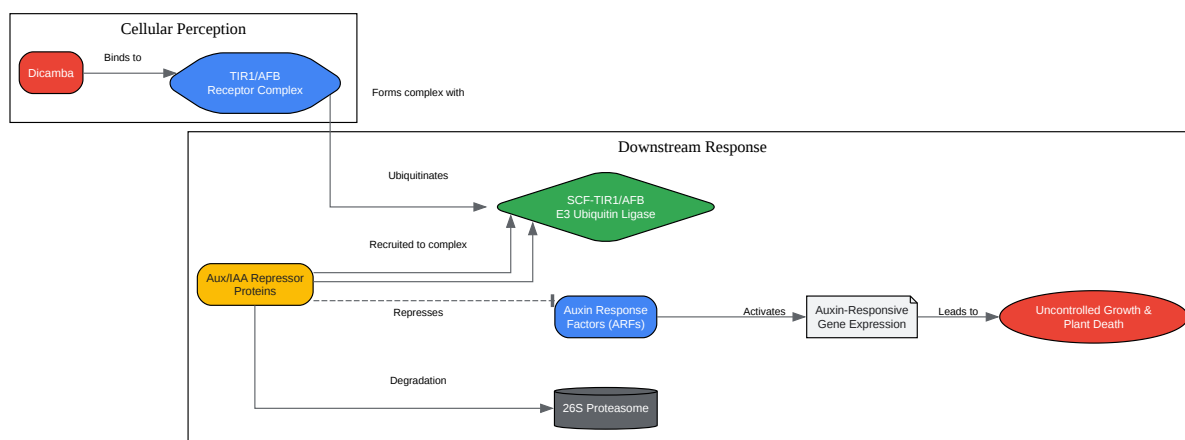 Cellular Perception
Dicamba
Binds to
TIR1/AFB
Receptor Complex
Forms complex with
Downstream Response
Ubiquitinates
SCF-TIR1/AFB
E3 Ubiquitin Ligase
Recruited to complex
Aux/IAA Repressor
Proteins
Represses
Auxin Response
Factors (ARFs)
Activates
Auxin-Responsive
Gene Expression
Leads to
Uncontrolled Growth &
Plant Death
Degradation
26S Proteasome